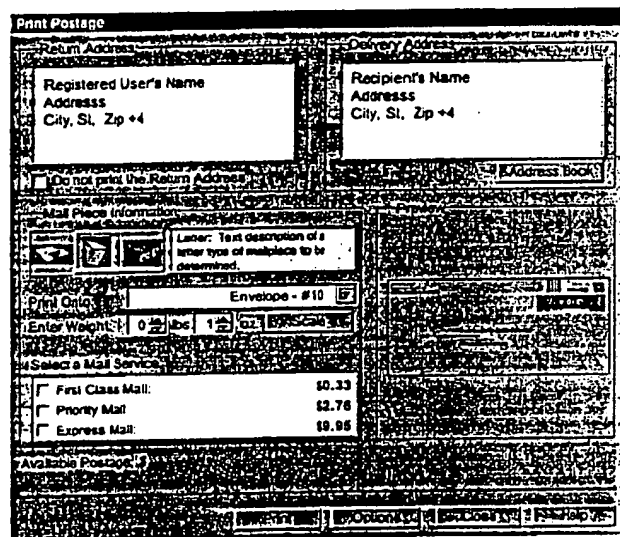 Print Postage
Return Address
Registered User's Name
Addresss
City, St, Zip +4
Do not print the Return Address
Delivery Address
Recipient's Name
Addresss
City, St, Zip +4
Address Book
Mail Piece Information
Letter: Text description of a
letter type of mailpiece to be
determined.
Print Onto:
Envelope - #10
Enter Weight: 0 lbs 1 oz
Select a Mail Service
First Class Mail: $0.33
Priority Mail $2.76
Express Mail: $9.95
Available Postage: $
Print Options Close Help